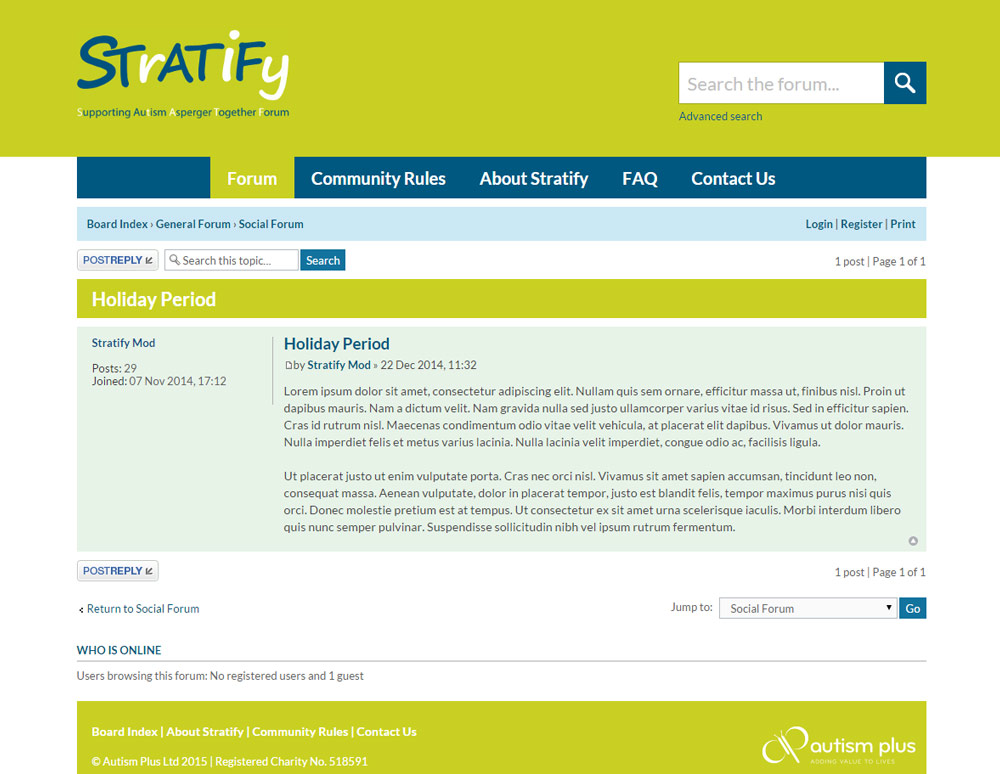 StrATiFy
Supporting Autism Asperger Together Forum
Search the forum...
Advanced search
Forum Community Rules About Stratify FAQ Contact Us
Board Index › General Forum › Social Forum
Login | Register | Print
POSTREPLY
Search this topic...
Search
1 post | Page 1 of 1
Holiday Period
Stratify Mod
Posts: 29
Joined: 07 Nov 2014, 17:12
Holiday Period
by Stratify Mod » 22 Dec 2014, 11:32
Lorem ipsum dolor sit amet, consectetur adipiscing elit. Nullam quis sem ornare, efficitur massa ut, finibus nisl. Proin ut
dapibus mauris. Nam a dictum velit. Nam gravida nulla sed justo ullamcorper varius vitae id risus. Sed in efficitur sapien.
Cras id rutrum nisl. Maecenas condimentum odio vitae velit vehicula, at placerat elit dapibus. Vivamus ut dolor mauris.
Nulla imperdiet felis et metus varius lacinia. Nulla lacinia velit imperdiet, congue odio ac, facilisis ligula.
Ut placerat justo ut enim vulputate porta. Cras nec orci nisl. Vivamus sit amet sapien accumsan, tincidunt leo non,
consequat massa. Aenean vulputate, dolor in placerat tempor, justo est blandit felis, tempor maximus purus nisi quis
orci. Donec molestie pretium est at tempus. Ut consectetur ex sit amet urna scelerisque iaculis. Morbi interdum libero
quis nunc semper pulvinar. Suspendisse sollicitudin nibh vel ipsum rutrum fermentum.
POSTREPLY
1 post | Page 1 of 1
Return to Social Forum
Jump to: Social Forum Go
WHO IS ONLINE
Users browsing this forum: No registered users and 1 guest
Board Index | About Stratify | Community Rules | Contact Us
© Autism Plus Ltd 2015 | Registered Charity No. 518591
autism plus
ADDING VALUE TO LIVES